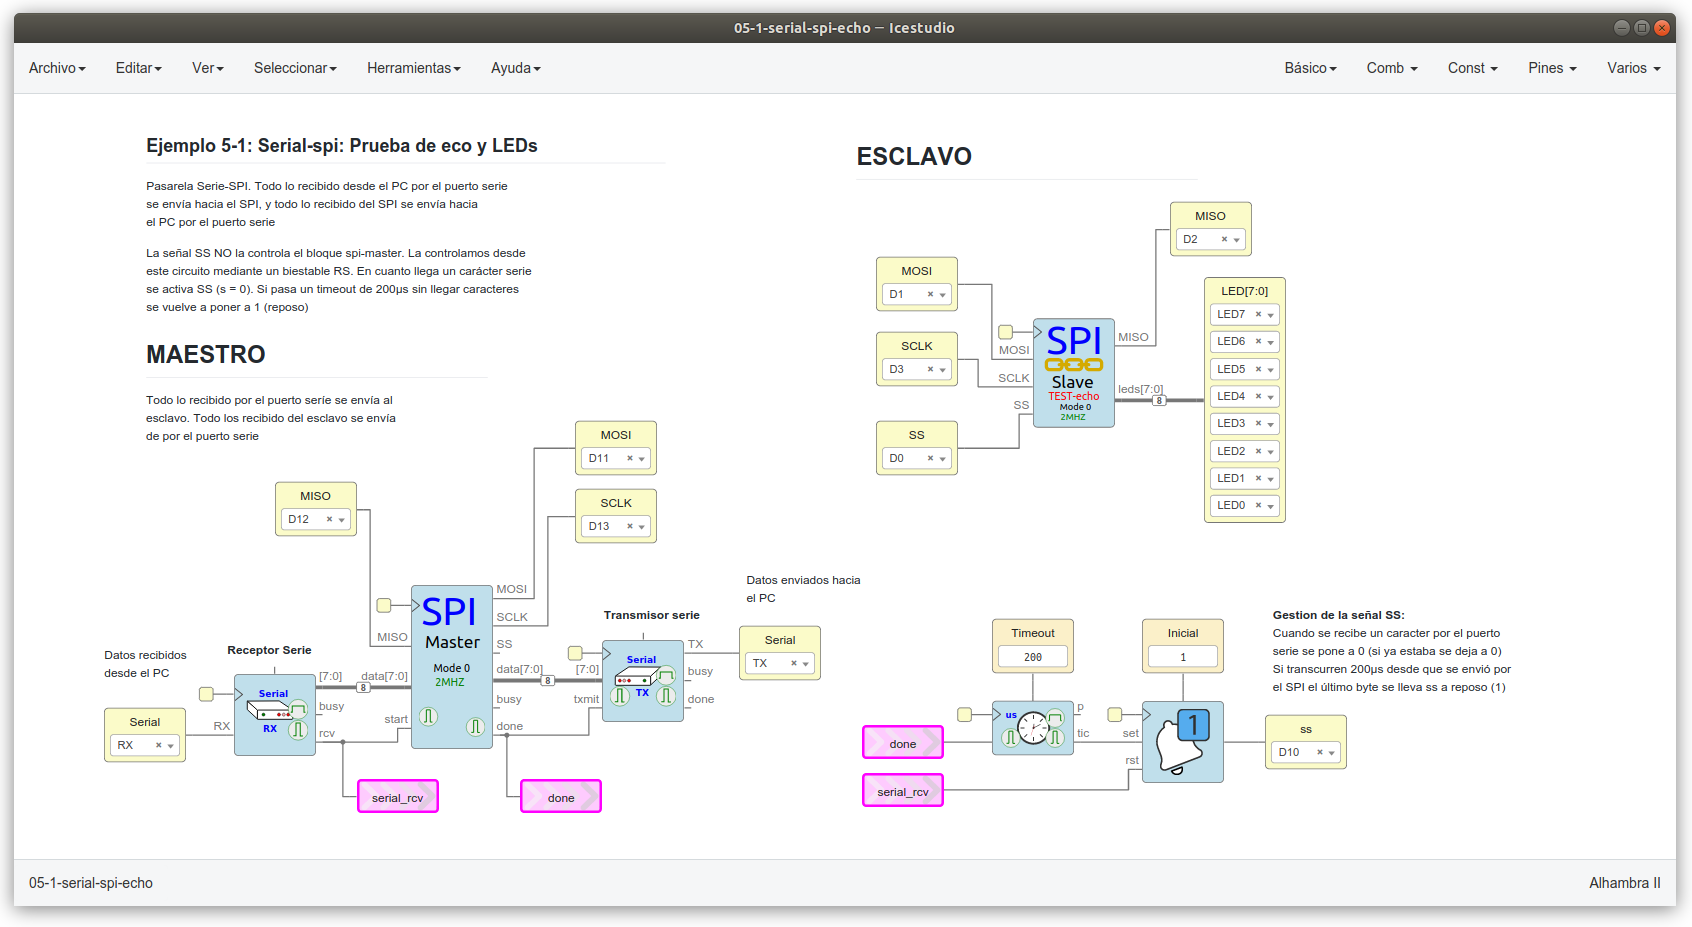 05-1-serial-spi-echo — Icestudio
Archivo Editar Ver Seleccionar Herramientas Ayuda Básico Comb Const Pines Varios
Ejemplo 5-1: Serial-spi: Prueba de eco y LEDs
Pasarela Serie-SPI. Todo lo recibido desde el PC por el puerto serie
se envía hacia el SPI, y todo lo recibido del SPI se envía hacia
el PC por el puerto serie
La señal SS NO la controla el bloque spi-master. La controlamos desde
este circuito mediante un biestable RS. En cuanto llega un carácter serie
se activa SS (s = 0). Si pasa un timeout de 200µs sin llegar caracteres
se vuelve a poner a 1 (reposo)
MAESTRO
Todo lo recibido por el puerto seríe se envía al
esclavo. Todo los recibido del esclavo se envía
de por el puerto serie
MISO
D12
MOSI
D11
SCLK
D13
Datos recibidos
desde el PC
Serial
RX
RX
Receptor Serie
Serial
RX
[7:0]
busy
rcv
8
MISO
data[7:0]
start
SPI
Master
Mode 0
2MHZ
MOSI
SCLK
SS
data[7:0]
busy
done
8
serial_rcv
done
Transmisor serie
[7:0]
txmit
Serial
TX
TX
busy
done
Datos enviados hacia
el PC
Serial
TX
ESCLAVO
MOSI
D1
SCLK
D3
SS
D0
MOSI
SCLK
SS
SPI
Slave
TEST-echo
Mode 0
2MHZ
MISO
leds[7:0]
8
MISO
D2
LED[7:0]
LED7
LED6
LED5
LED4
LED3
LED2
LED1
LED0
Timeout
200
Inicial
1
done
serial_rcv
us
p
tic
set
rst
1
Gestion de la señal SS:
Cuando se recibe un caracter por el puerto
serie se pone a 0 (si ya estaba se deja a 0)
Si transcurren 200µs desde que se envió por
el SPI el último byte se lleva ss a reposo (1)
ss
D10
05-1-serial-spi-echo
Alhambra II